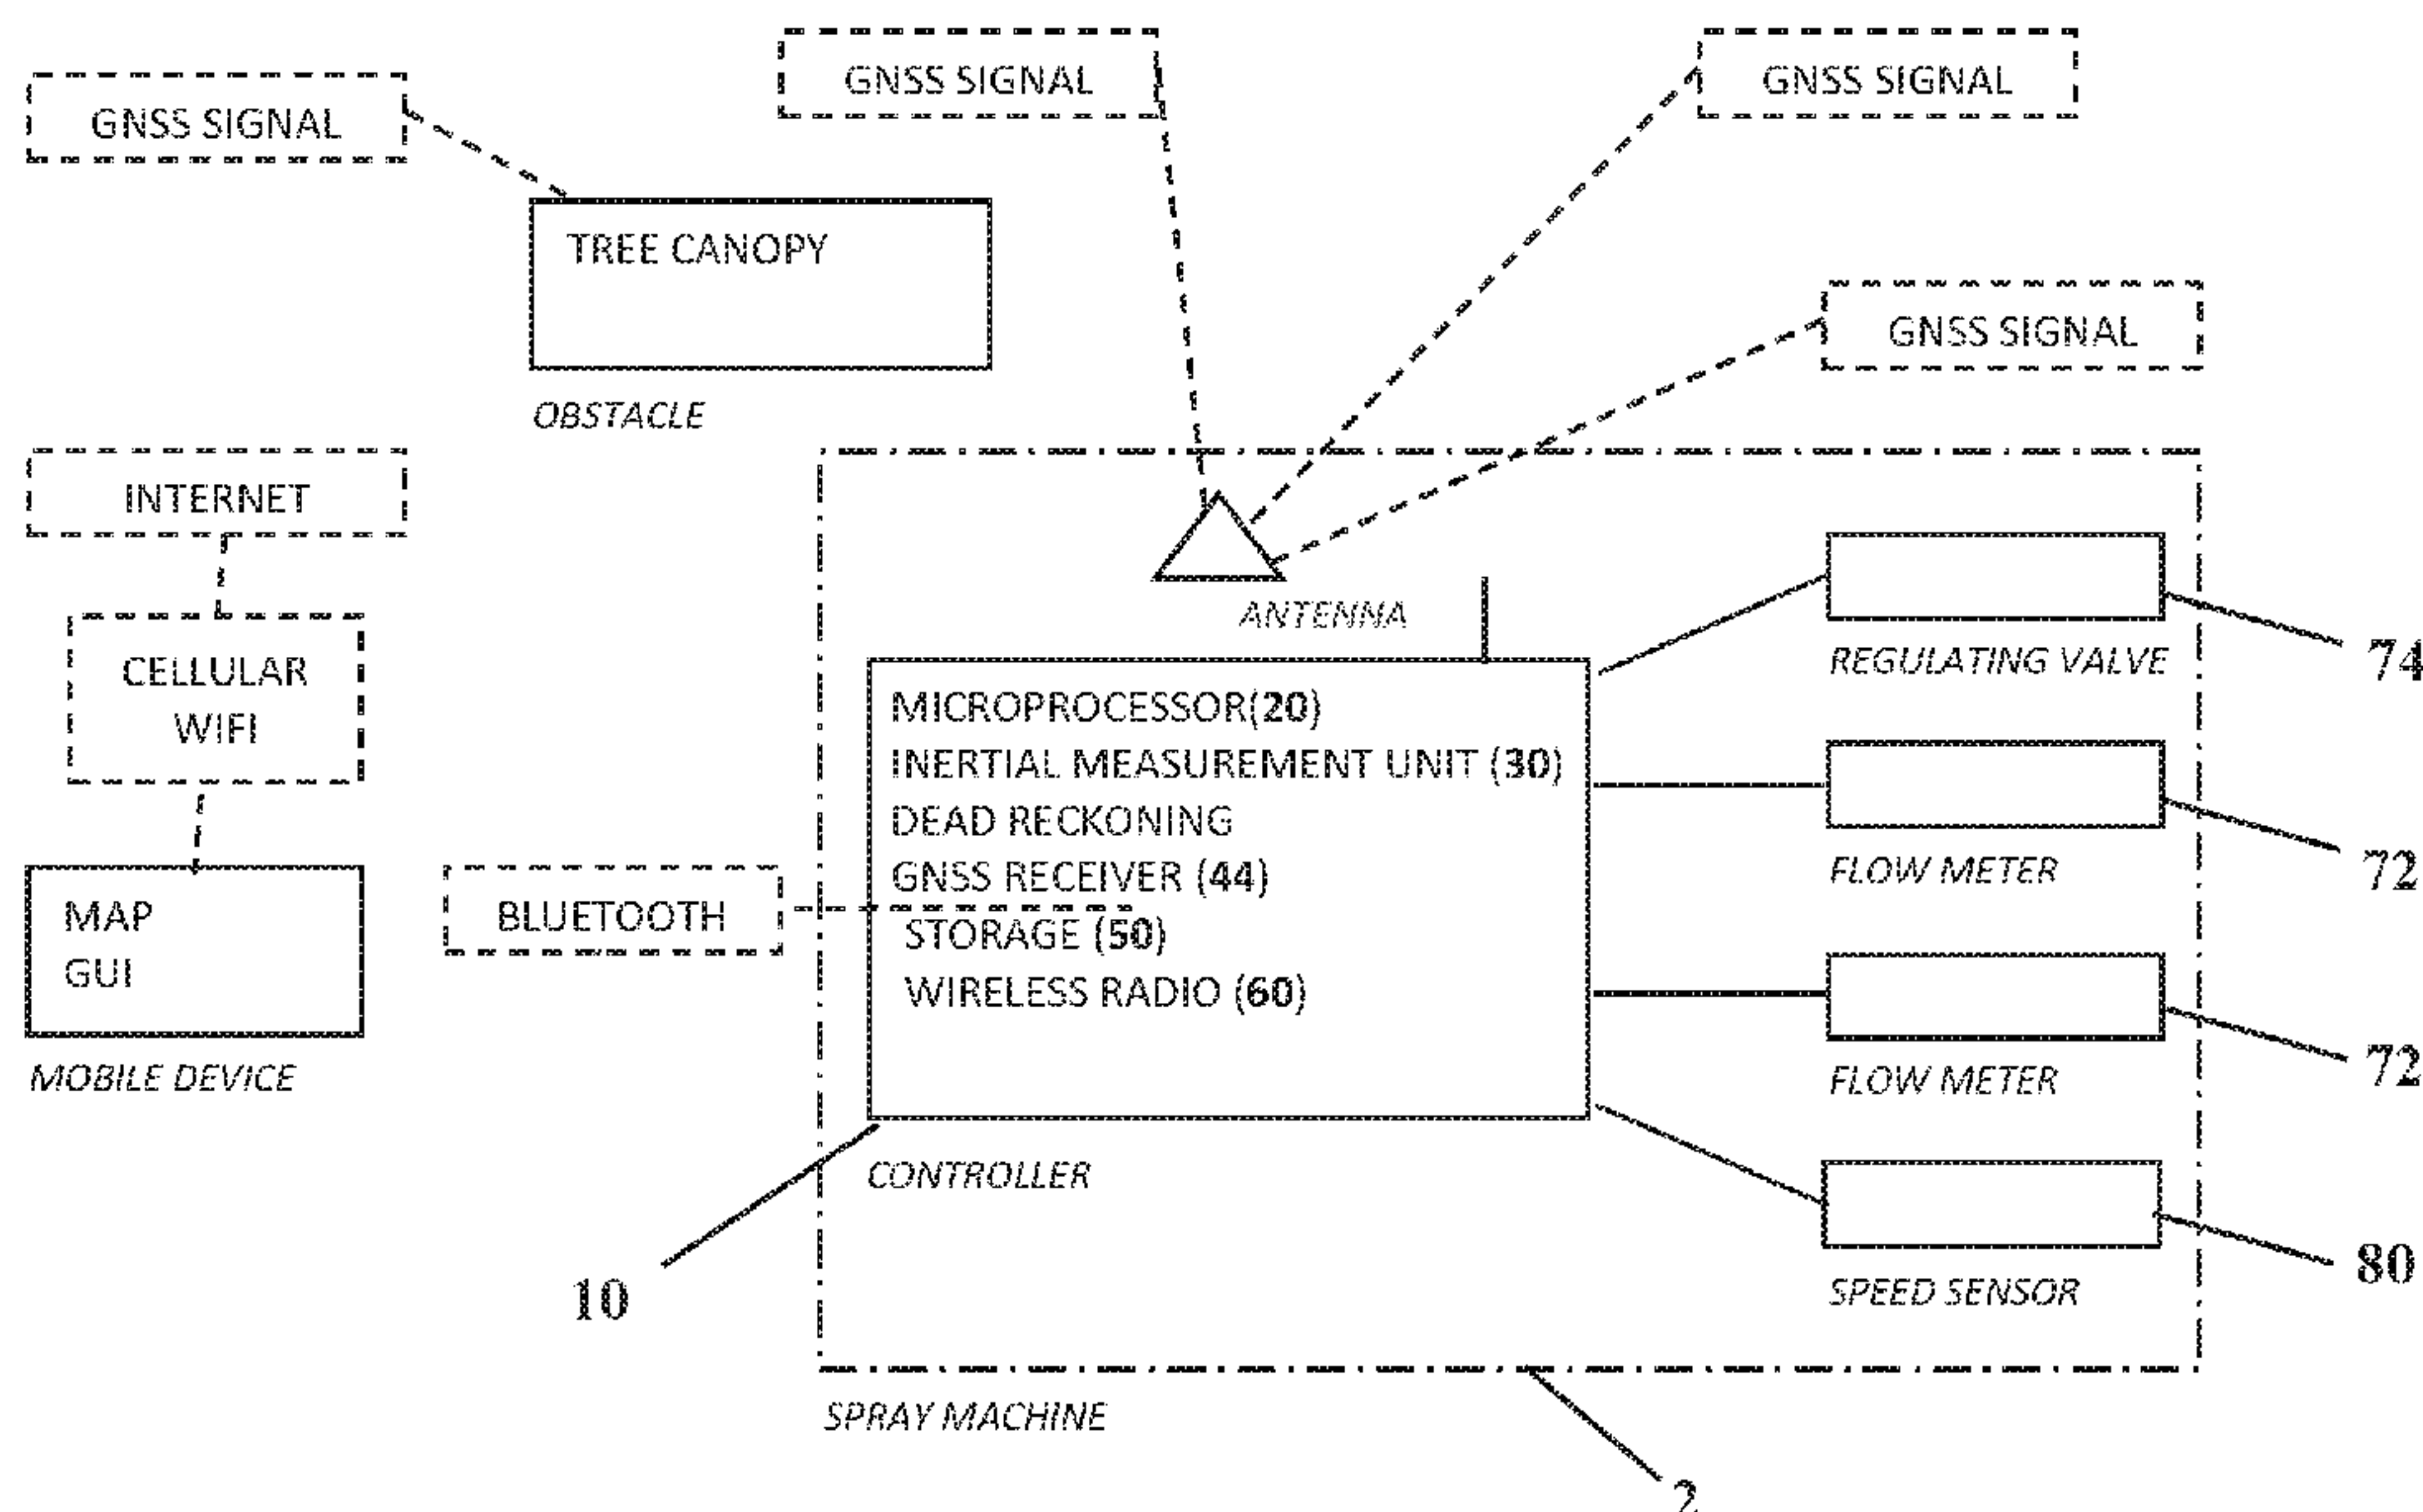 GNSS SIGNAL
GNSS SIGNAL
GNSS SIGNAL
TREE CANOPY
OBSTACLE
GNSS SIGNAL
INTERNET
CELLULAR
WIFI
MAP
GUI
MOBILE DEVICE
BLUETOOTH
ANTENNA
MICROPROCESSOR(20)
INERTIAL MEASUREMENT UNIT (30)
DEAD RECKONING
GNSS RECEIVER (44)
STORAGE (50)
WIRELESS RADIO (60)
CONTROLLER
10
REGULATING VALVE
74
FLOW METER
72
FLOW METER
72
SPEED SENSOR
80
SPRAY MACHINE
2